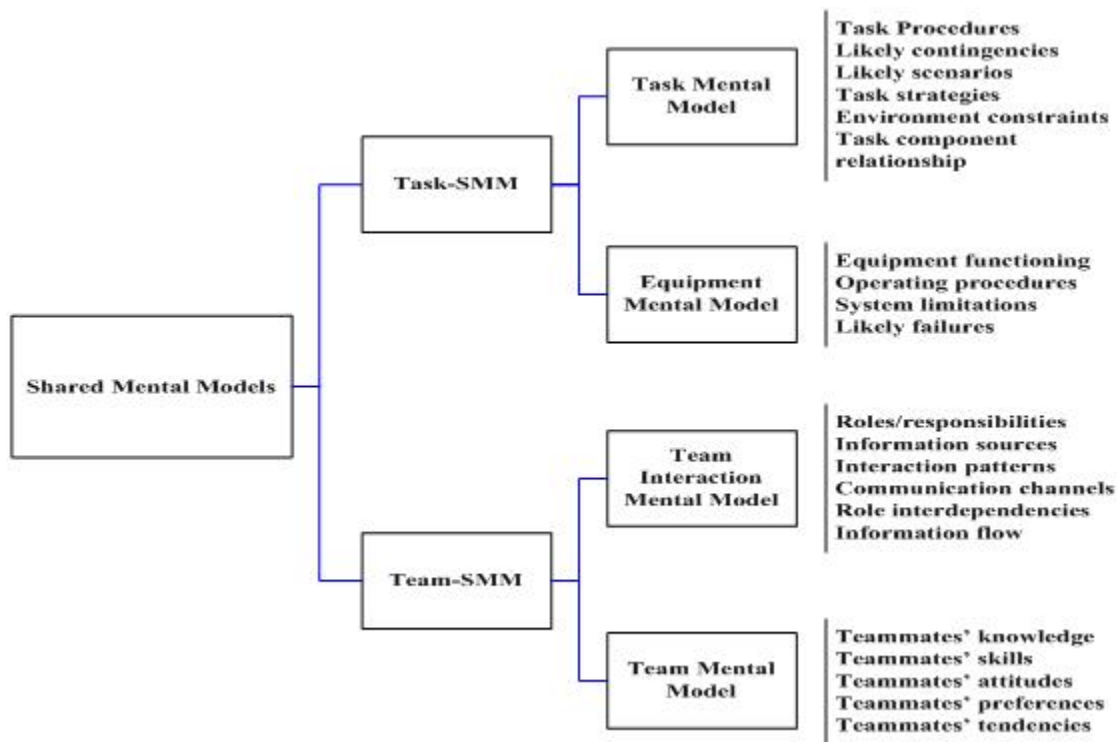 Shared Mental Models
Task-SMM
Task Mental
Model
Task Procedures
Likely contingencies
Likely scenarios
Task strategies
Environment constraints
Task component
relationship
Equipment
Mental Model
Equipment functioning
Operating procedures
System limitations
Likely failures
Team-SMM
Team
Interaction
Mental Model
Roles/responsibilities
Information sources
Interaction patterns
Communication channels
Role interdependencies
Information flow
Team Mental
Model
Teammates' knowledge
Teammates' skills
Teammates' attitudes
Teammates' preferences
Teammates' tendencies